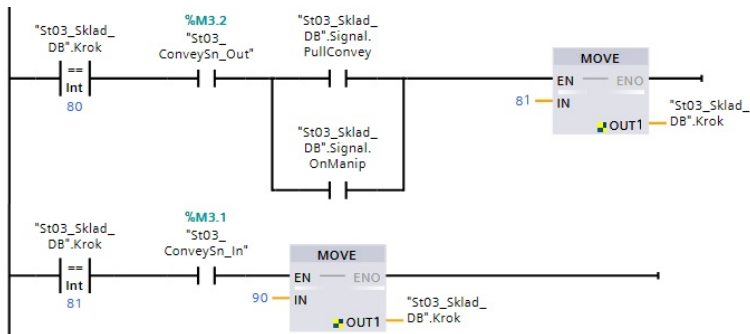 "St03_Sklad_
DB".Krok
==
Int
80
%M3.2
"St03_
ConveySn_Out"
"St03_Sklad_
DB".Signal.
PullConvey
"St03_Sklad_
DB".Signal.
OnManip
MOVE
EN ENO
81 IN
OUT1
"St03_Sklad_
DB".Krok
"St03_Sklad_
DB".Krok
==
Int
81
%M3.1
"St03_
ConveySn_In"
MOVE
EN ENO
90 IN
OUT1
"St03_Sklad_
DB".Krok